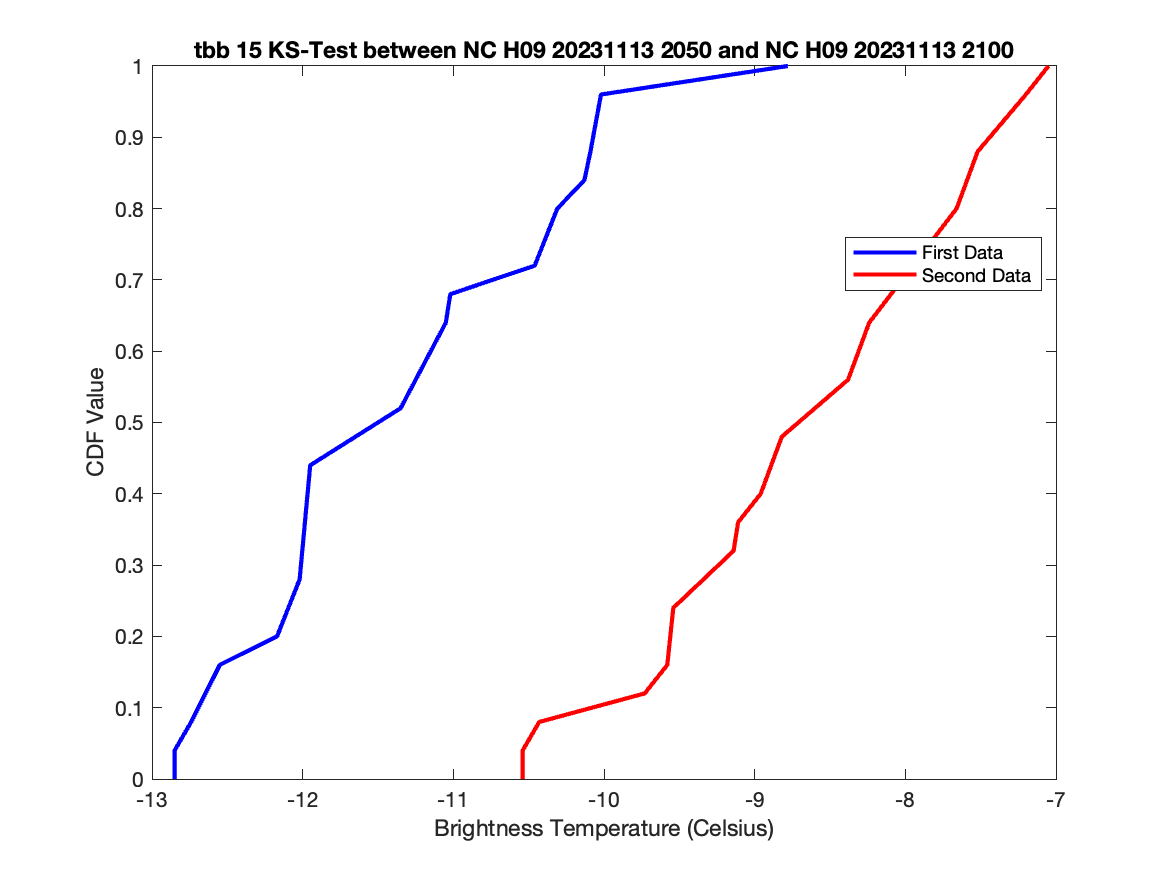 tbb 15 KS-Test between NC H09 20231113 2050 and NC H09 20231113 2100
1
0.9
0.8
0.7
0.6
0.5
0.4
0.3
0.2
0.1
0
CDF Value
First Data
Second Data
-13 -12 -11 -10 -9 -8 -7
Brightness Temperature (Celsius)